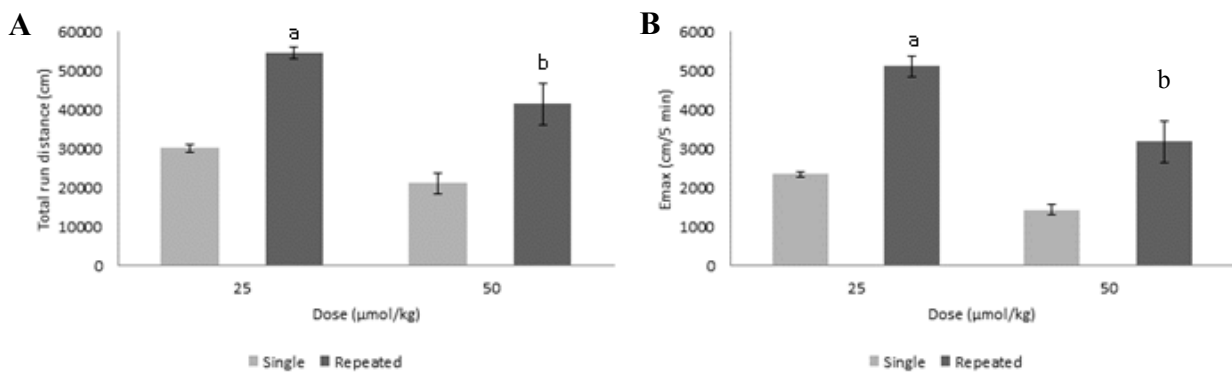 A
Total run distance (cm)
60000
50000
40000
30000
20000
10000
0
a
b
25
50
Dose (μmol/kg)
Single
Repeated
B
Emax (cm/5 min)
6000
5000
4000
3000
2000
1000
0
a
b
25
50
Dose (μmol/kg)
Single
Repeated